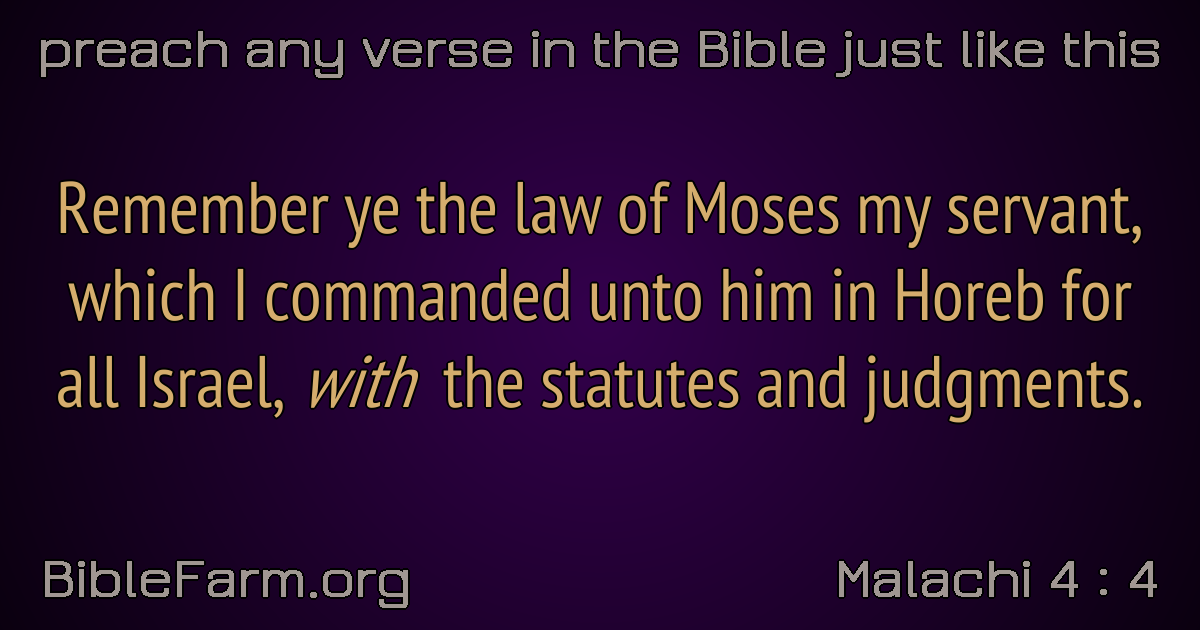 preach any verse in the Bible just like this
Remember ye the law of Moses my servant,
which I commanded unto him in Horeb for
all Israel, with the statutes and judgments.
BibleFarm.org
Malachi 4 : 4